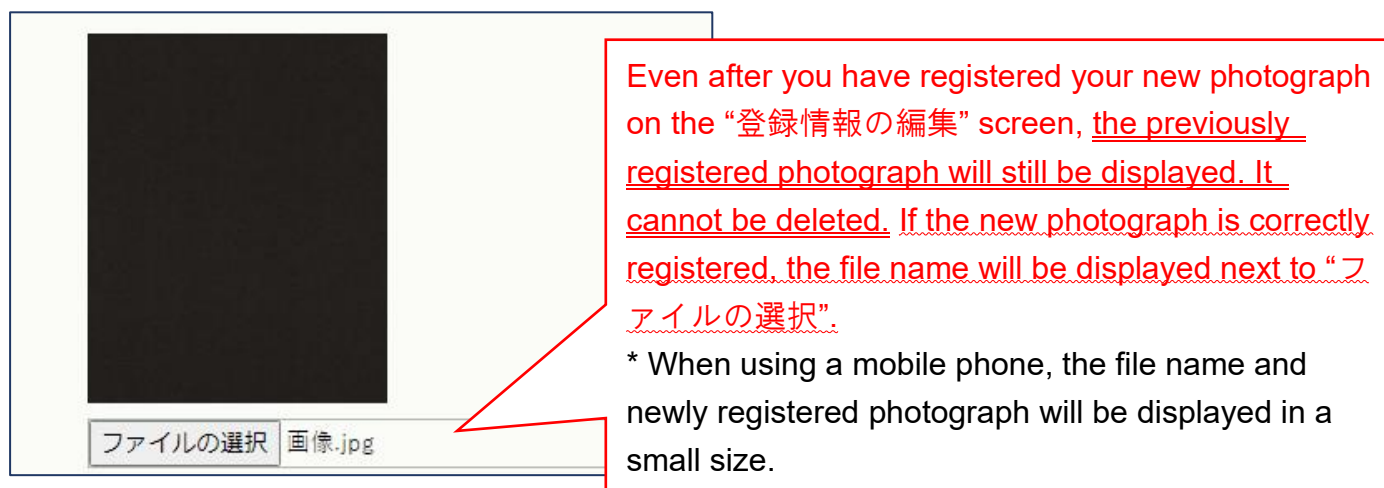 Even after you have registered your new photograph
on the “登録情報の編集” screen, the previously
registered photograph will still be displayed. It
cannot be deleted. If the new photograph is correctly
registered, the file name will be displayed next to “フ
ァイルの選択”.
* When using a mobile phone, the file name and
newly registered photograph will be displayed in a
small size.
ファイルの選択 画像.jpg